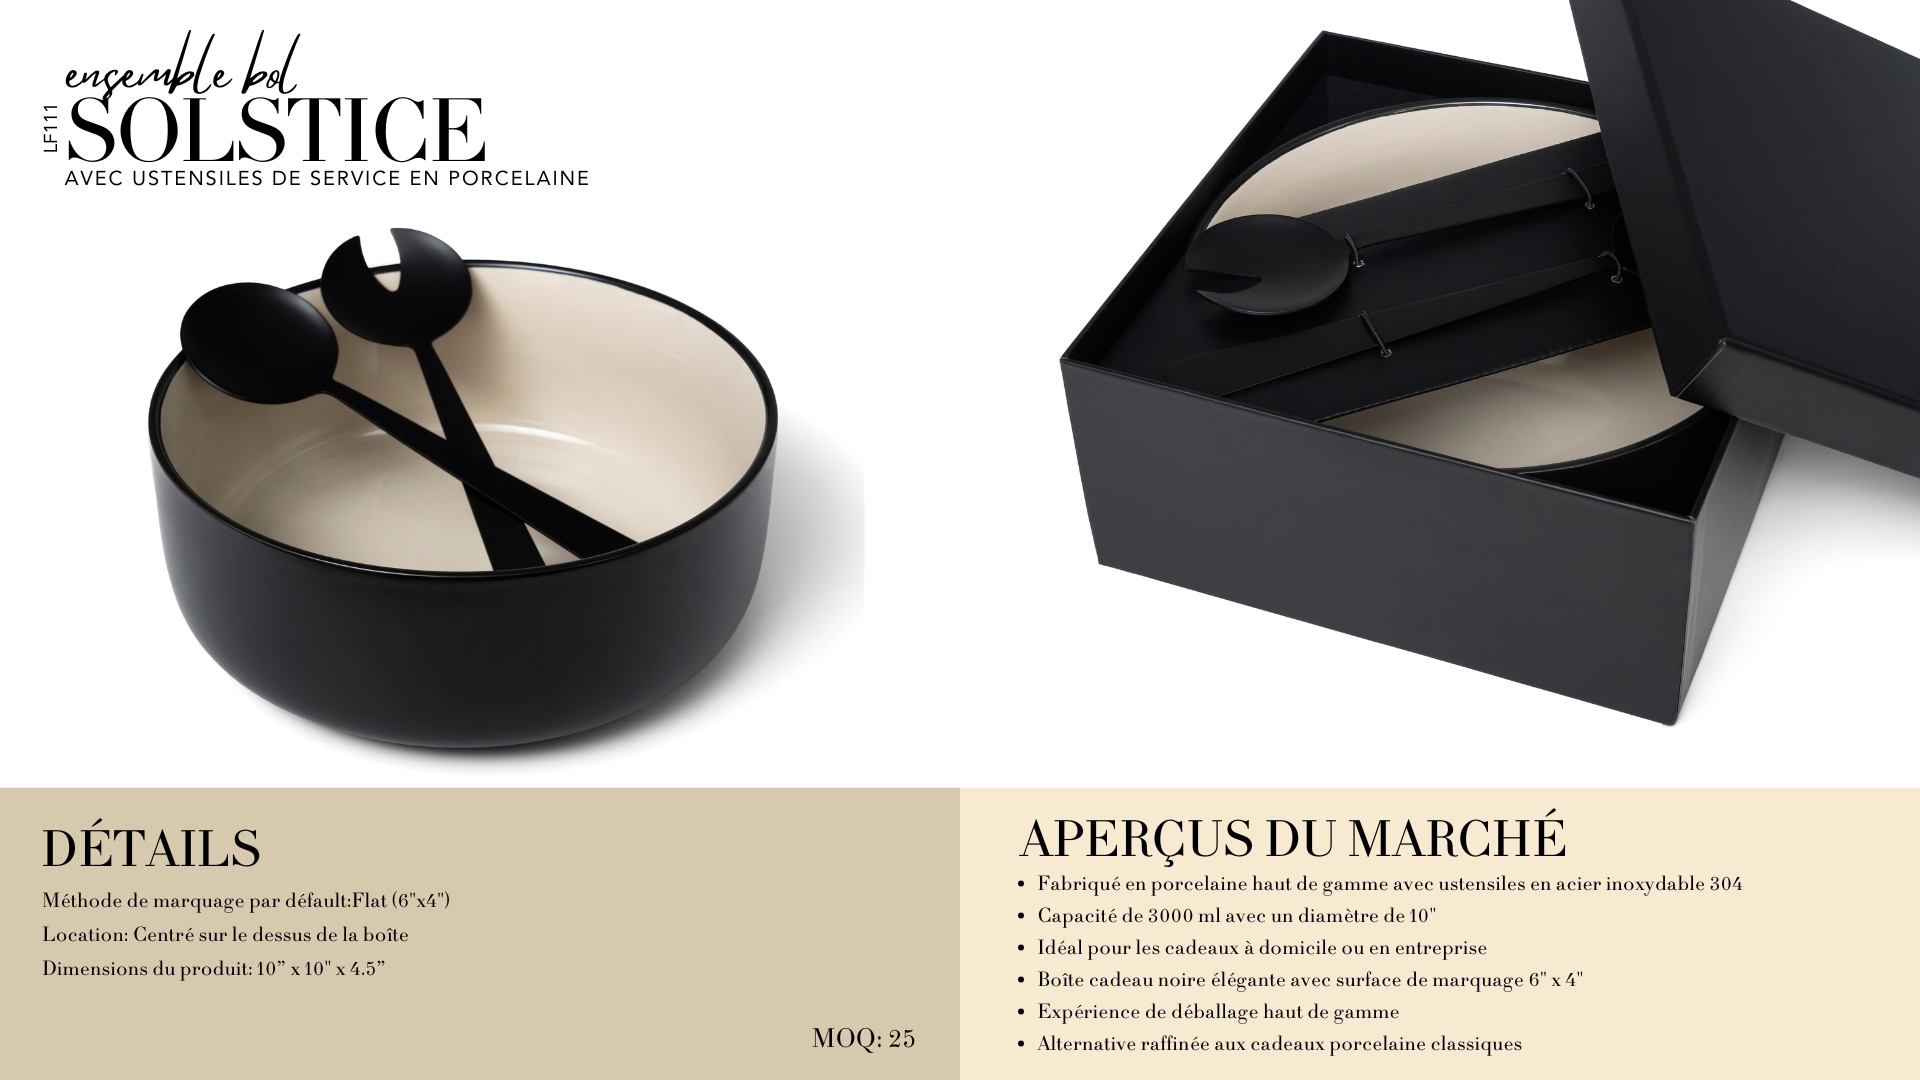 ensemble bol
LF111
SOLSTICE
AVEC USTENSILES DE SERVICE EN PORCELAINE
DÉTAILS
Méthode de marquage par défault:Flat (6"x4")
Location: Centré sur le dessus de la boîte
Dimensions du produit: 10” x 10" x 4.5”
MOQ: 25
APERÇUS DU MARCHÉ
• Fabriqué en porcelaine haut de gamme avec ustensiles en acier inoxydable 304
• Capacité de 3000 ml avec un diamètre de 10"
• Idéal pour les cadeaux à domicile ou en entreprise
• Boîte cadeau noire élégante avec surface de marquage 6" x 4"
• Expérience de déballage haut de gamme
• Alternative raffinée aux cadeaux porcelaine classiques